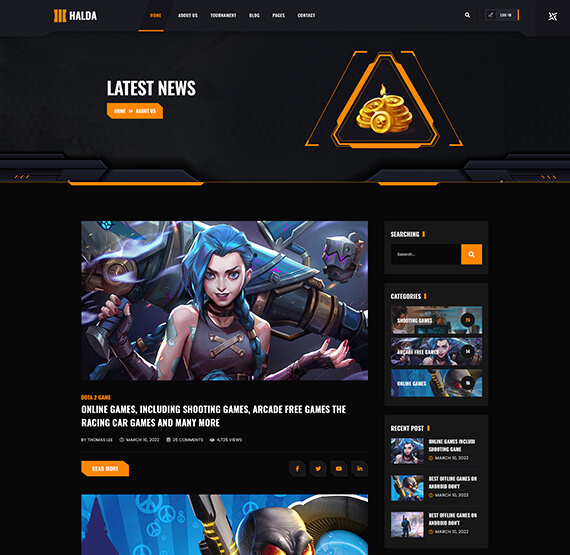 HALDA
HOME ABOUT US TOURNAMENT BLOG PAGES CONTACT
LOG IN
LATEST NEWS
HOME » ABOUT US
SEARCHING
Search...
CATEGORIES
SHOOTING GAMES
ARCADE FREE GAMES 14
ONLINE GAMES 16
DOTA 2 GAME
ONLINE GAMES, INCLUDING SHOOTING GAMES, ARCADE FREE GAMES THE
RACING CAR GAMES AND MANY MORE
BY THOMAS LEE MARCH 10, 2022 25 COMMENTS 4,725 VIEWS
READ MORE
RECENT POST
ONLINE GAMES INCLUDI
SHOOTING GAME
MARCH 10, 2022
BEST OFFLINE GAMES ON
ANDROID DON'T
MARCH 10, 2022
BEST OFFLINE GAMES ON
ANDROID DON'T
MARCH 10, 2022